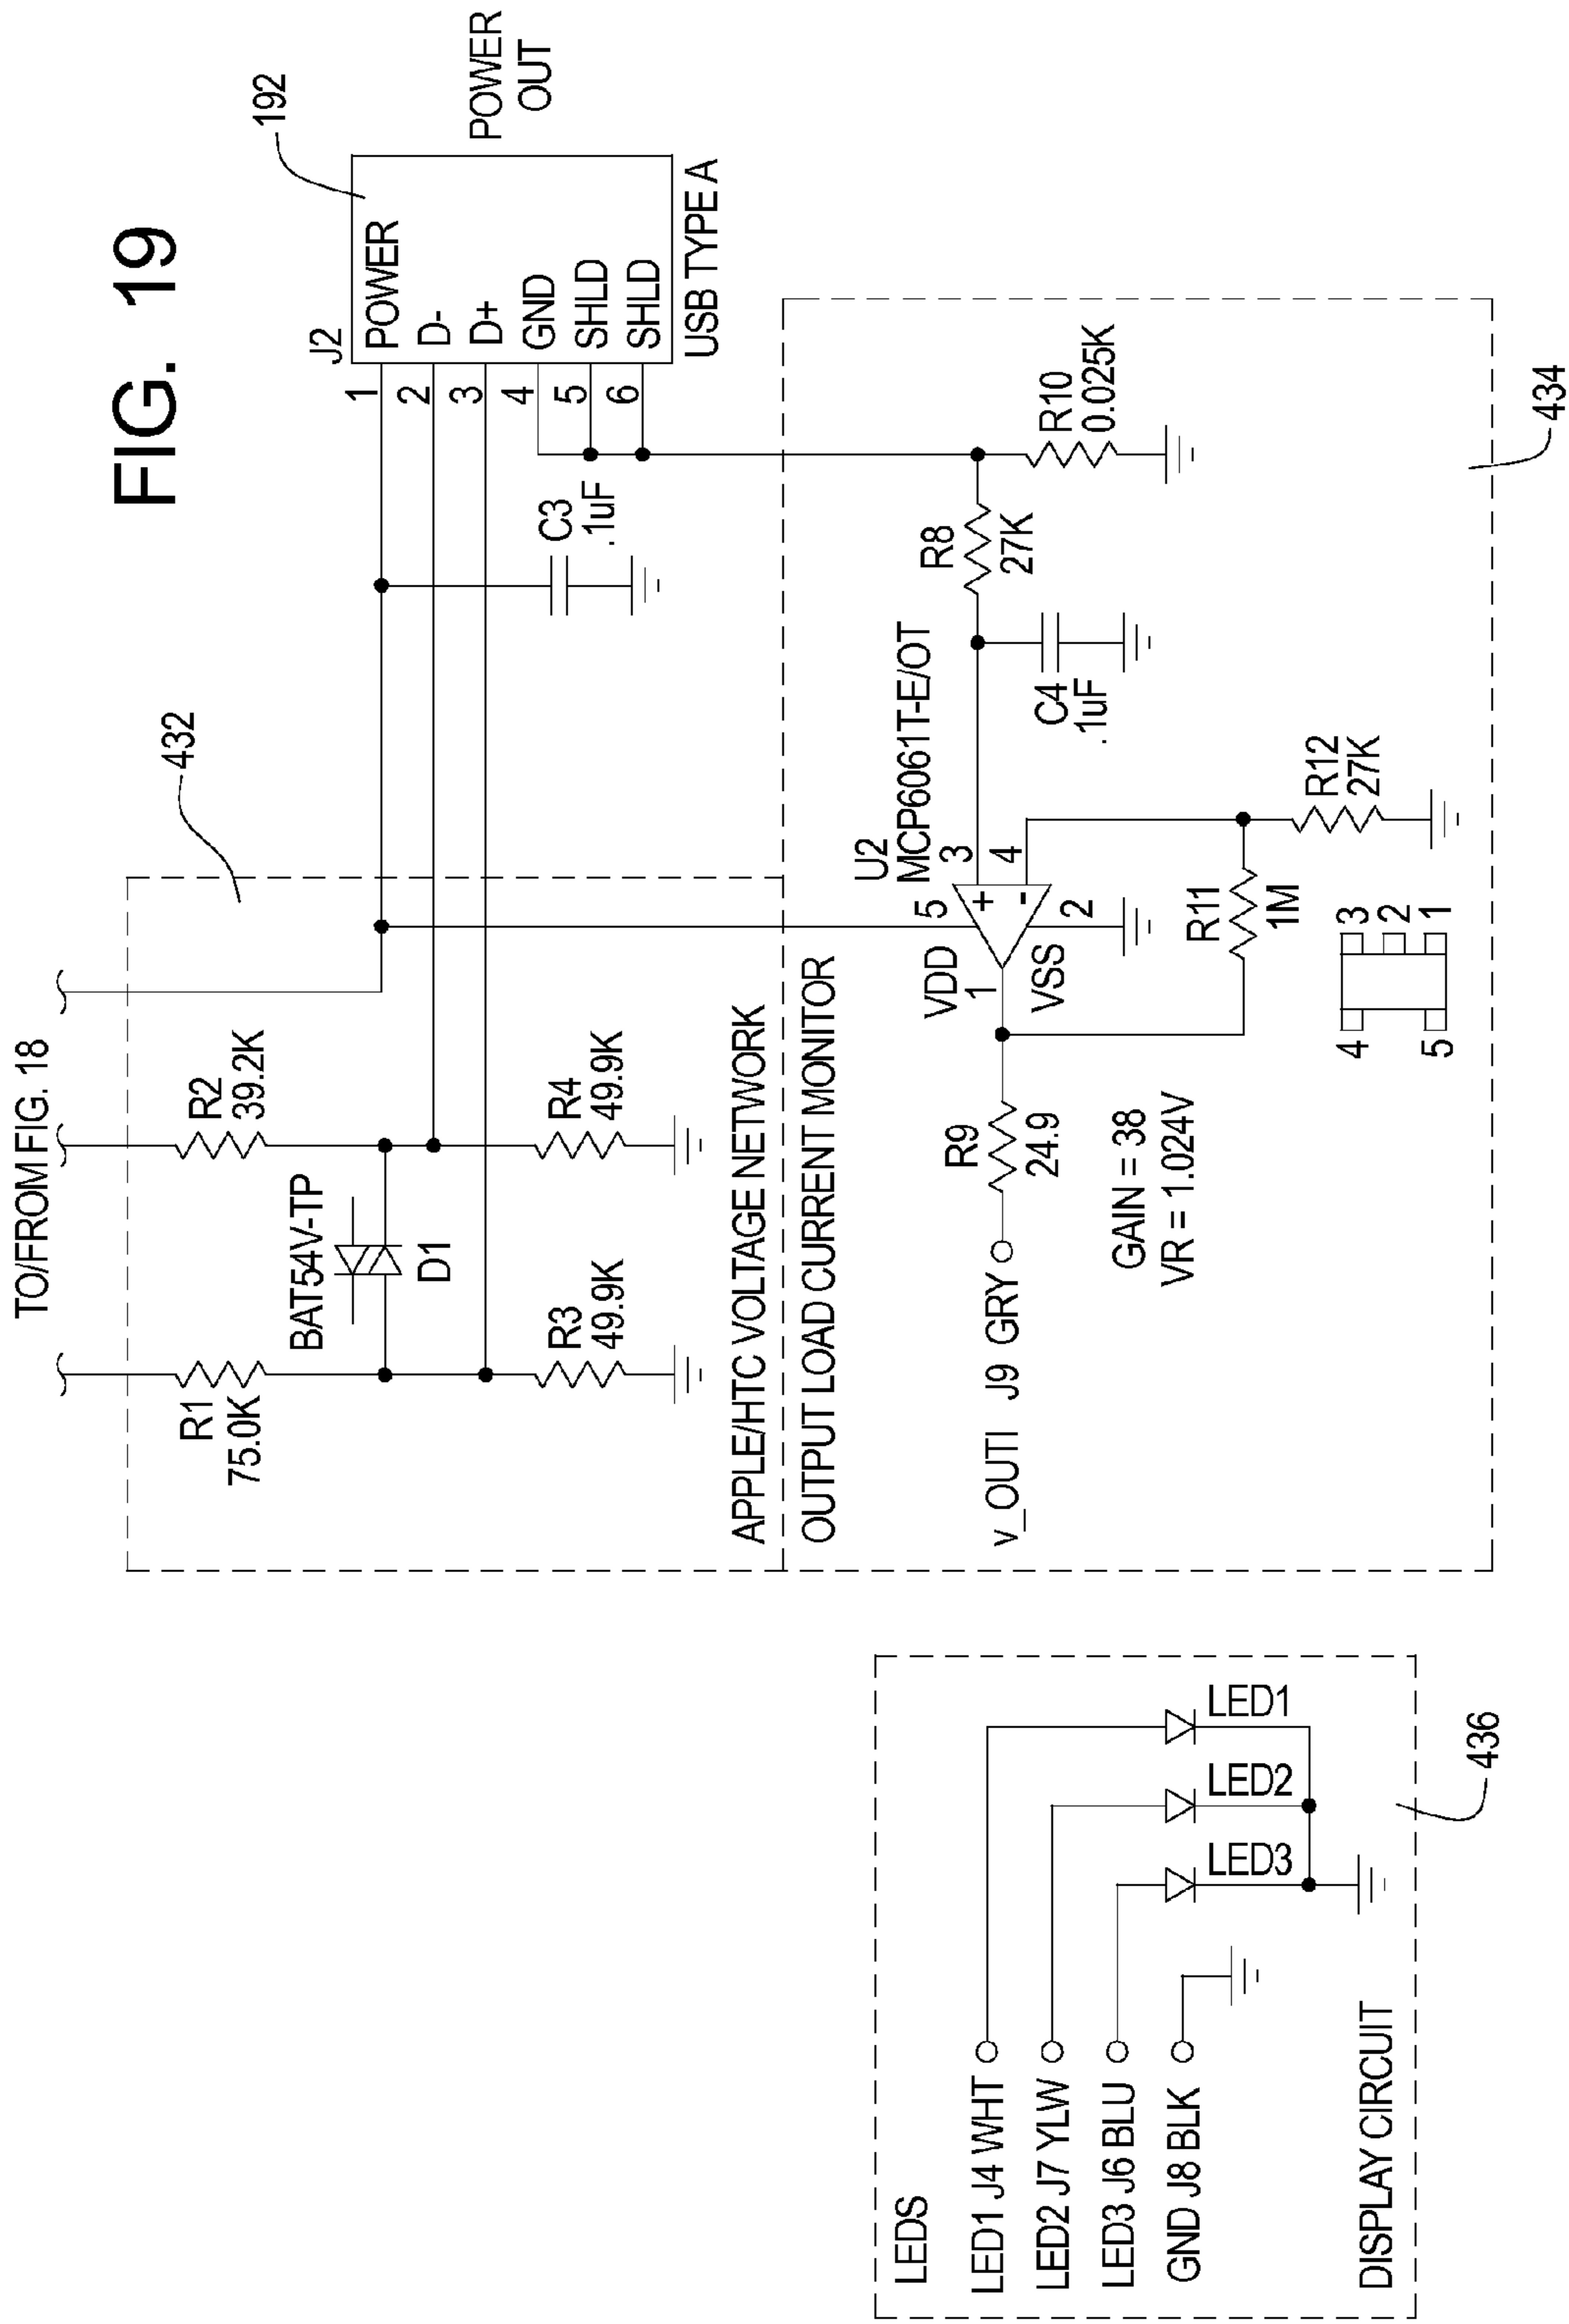 FIG. 19
TO/FROM FIG. 18
432
192
R1
75.0K
R2
39.2K
BAT54V-TP
D1
R3
49.9K
R4
49.9K
APPLE/HTC VOLTAGE NETWORK
J2
1
POWER
2
D-
3
D+
4
GND
5
SHLD
6
SHLD
USB TYPE A
POWER
OUT
C3
.1uF
OUTPUT LOAD CURRENT MONITOR
U2
MCP6061T-E/OT
VDD
5
3
+
4
-
1
VSS
2
R8
27K
R10
0.025K
C4
.1uF
R9
24.9
v_OUTI J9 GRY
R11
1M
R12
27K
GAIN = 38
VR = 1.024V
4
3
2
5
1
434
LEDS
LED1 J4 WHT
LED2 J7 YLW
LED3 J6 BLU
GND J8 BLK
LED1
LED2
LED3
DISPLAY CIRCUIT
436